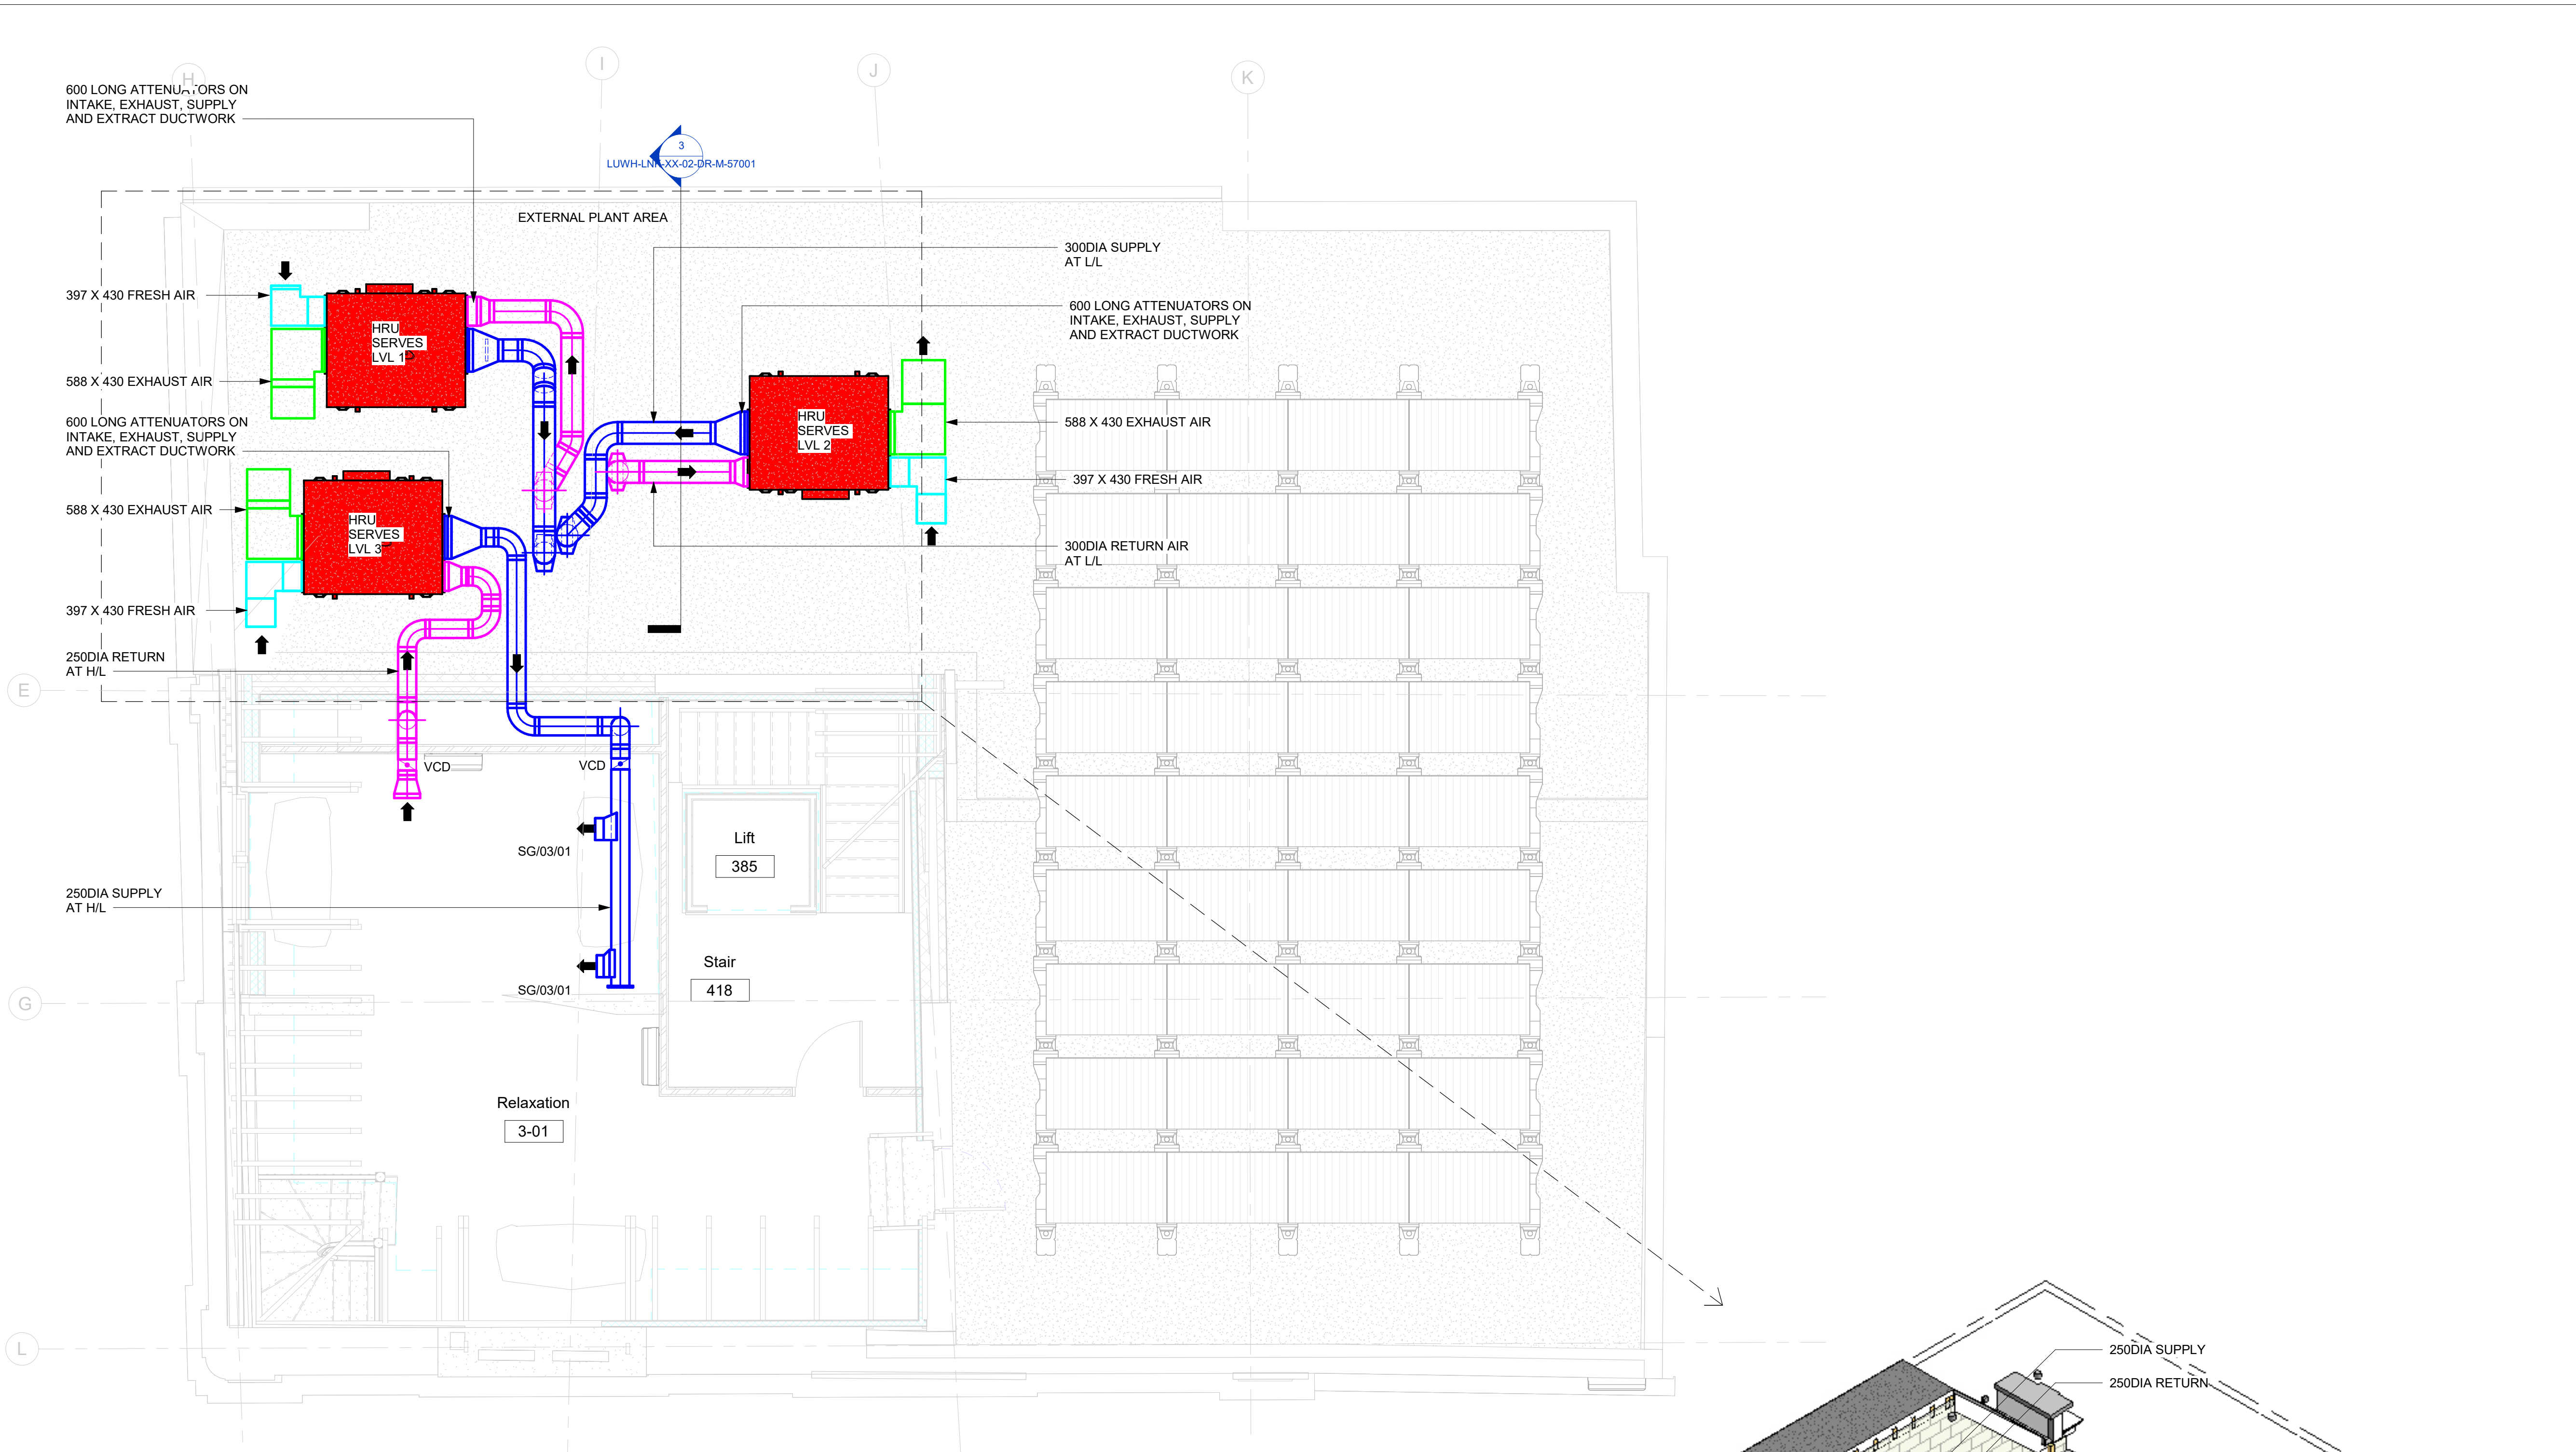 H
I
J
K
600 LONG ATTENUATORS ON
INTAKE, EXHAUST, SUPPLY
AND EXTRACT DUCTWORK
3
LUWH-LNK-XX-02-DR-M-57001
EXTERNAL PLANT AREA
300DIA SUPPLY
AT L/L
397 X 430 FRESH AIR
HRU
SERVES
LVL 1
600 LONG ATTENUATORS ON
INTAKE, EXHAUST, SUPPLY
AND EXTRACT DUCTWORK
588 X 430 EXHAUST AIR
HRU
SERVES
LVL 2
588 X 430 EXHAUST AIR
600 LONG ATTENUATORS ON
INTAKE, EXHAUST, SUPPLY
AND EXTRACT DUCTWORK
397 X 430 FRESH AIR
588 X 430 EXHAUST AIR
HRU
SERVES
LVL 3
300DIA RETURN AIR
AT L/L
397 X 430 FRESH AIR
250DIA RETURN
AT H/L
E
VCD
VCD
Lift
385
SG/03/01
250DIA SUPPLY
AT H/L
Stair
418
SG/03/01
G
Relaxation
3-01
L
250DIA SUPPLY
250DIA RETURN